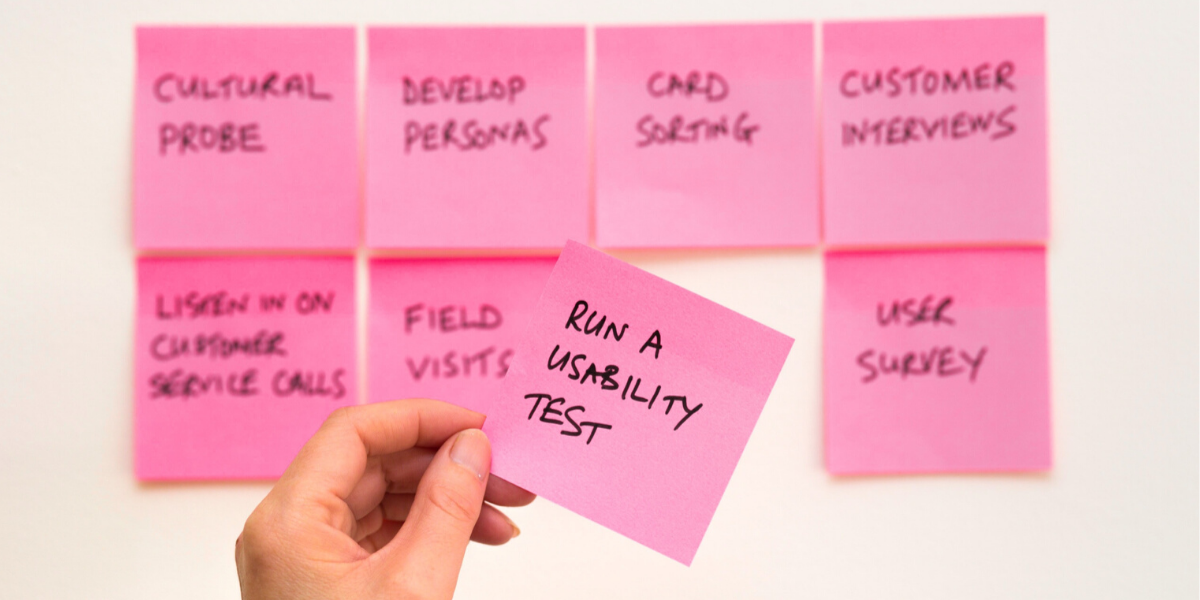 CULTURAL
PROBE
DEVELOP
PERSONAS
CARD
SORTING
CUSTOMER
INTERVIEWS
LISTEN IN ON
CUSTOMER
SERVICE CALLS
FIELD
VISITS
RUN A
USABILITY
TEST
USER
SURVEY